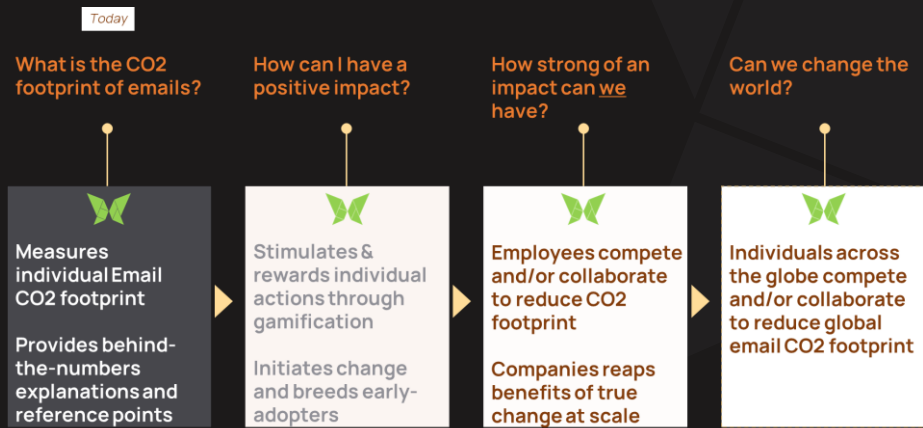 Today
What is the CO2
footprint of emails?
How can I have a
positive impact?
How strong of an
impact can we
have?
Can we change the
world?
Measures
individual Email
CO2 footprint
Provides behind-
the-numbers
explanations and
reference points
Stimulates &
rewards individual
actions through
gamification
Initiates change
and breeds early-
adopters
Employees compete
and/or collaborate
to reduce CO2
footprint
Companies reaps
benefits of true
change at scale
Individuals across
the globe compete
and/or collaborate
to reduce global
email CO2 footprint